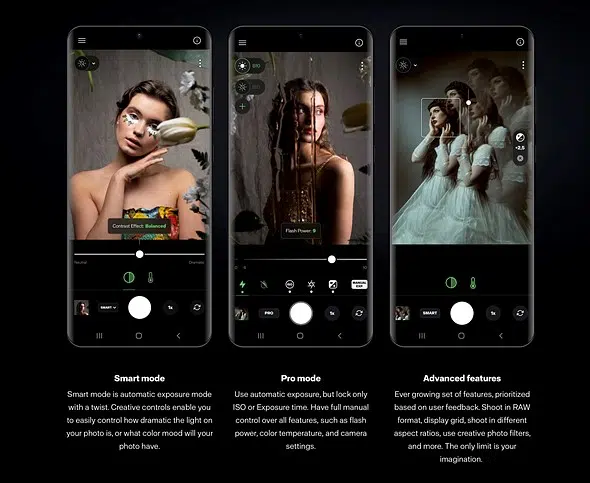 Contrast Effect: Balanced
Neutral
Dramatic
SMART
1x
Flash Power: 9
10
MANUAL
EXP
PRO
1x
+2,5
SMART
1x
Smart mode
Smart mode is automatic exposure mode
with a twist. Creative controls enable you
to easily control how dramatic the light on
your photo is, or what color mood will your
photo have.
Pro mode
Use automatic exposure, but lock only
ISO or Exposure time. Have full manual
control over all features, such as flash
power, color temperature, and camera
settings.
Advanced features
Ever growing set of features, prioritized
based on user feedback. Shoot in RAW
format, display grid, shoot in different
aspect ratios, use creative photo filters,
and more. The only limit is your
imagination.